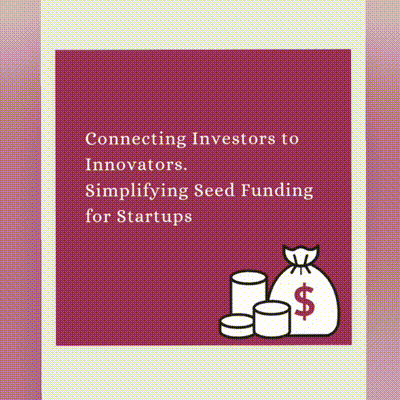 Connecting Investors to
Innovators.
Simplifying Seed Funding
for Startups
$